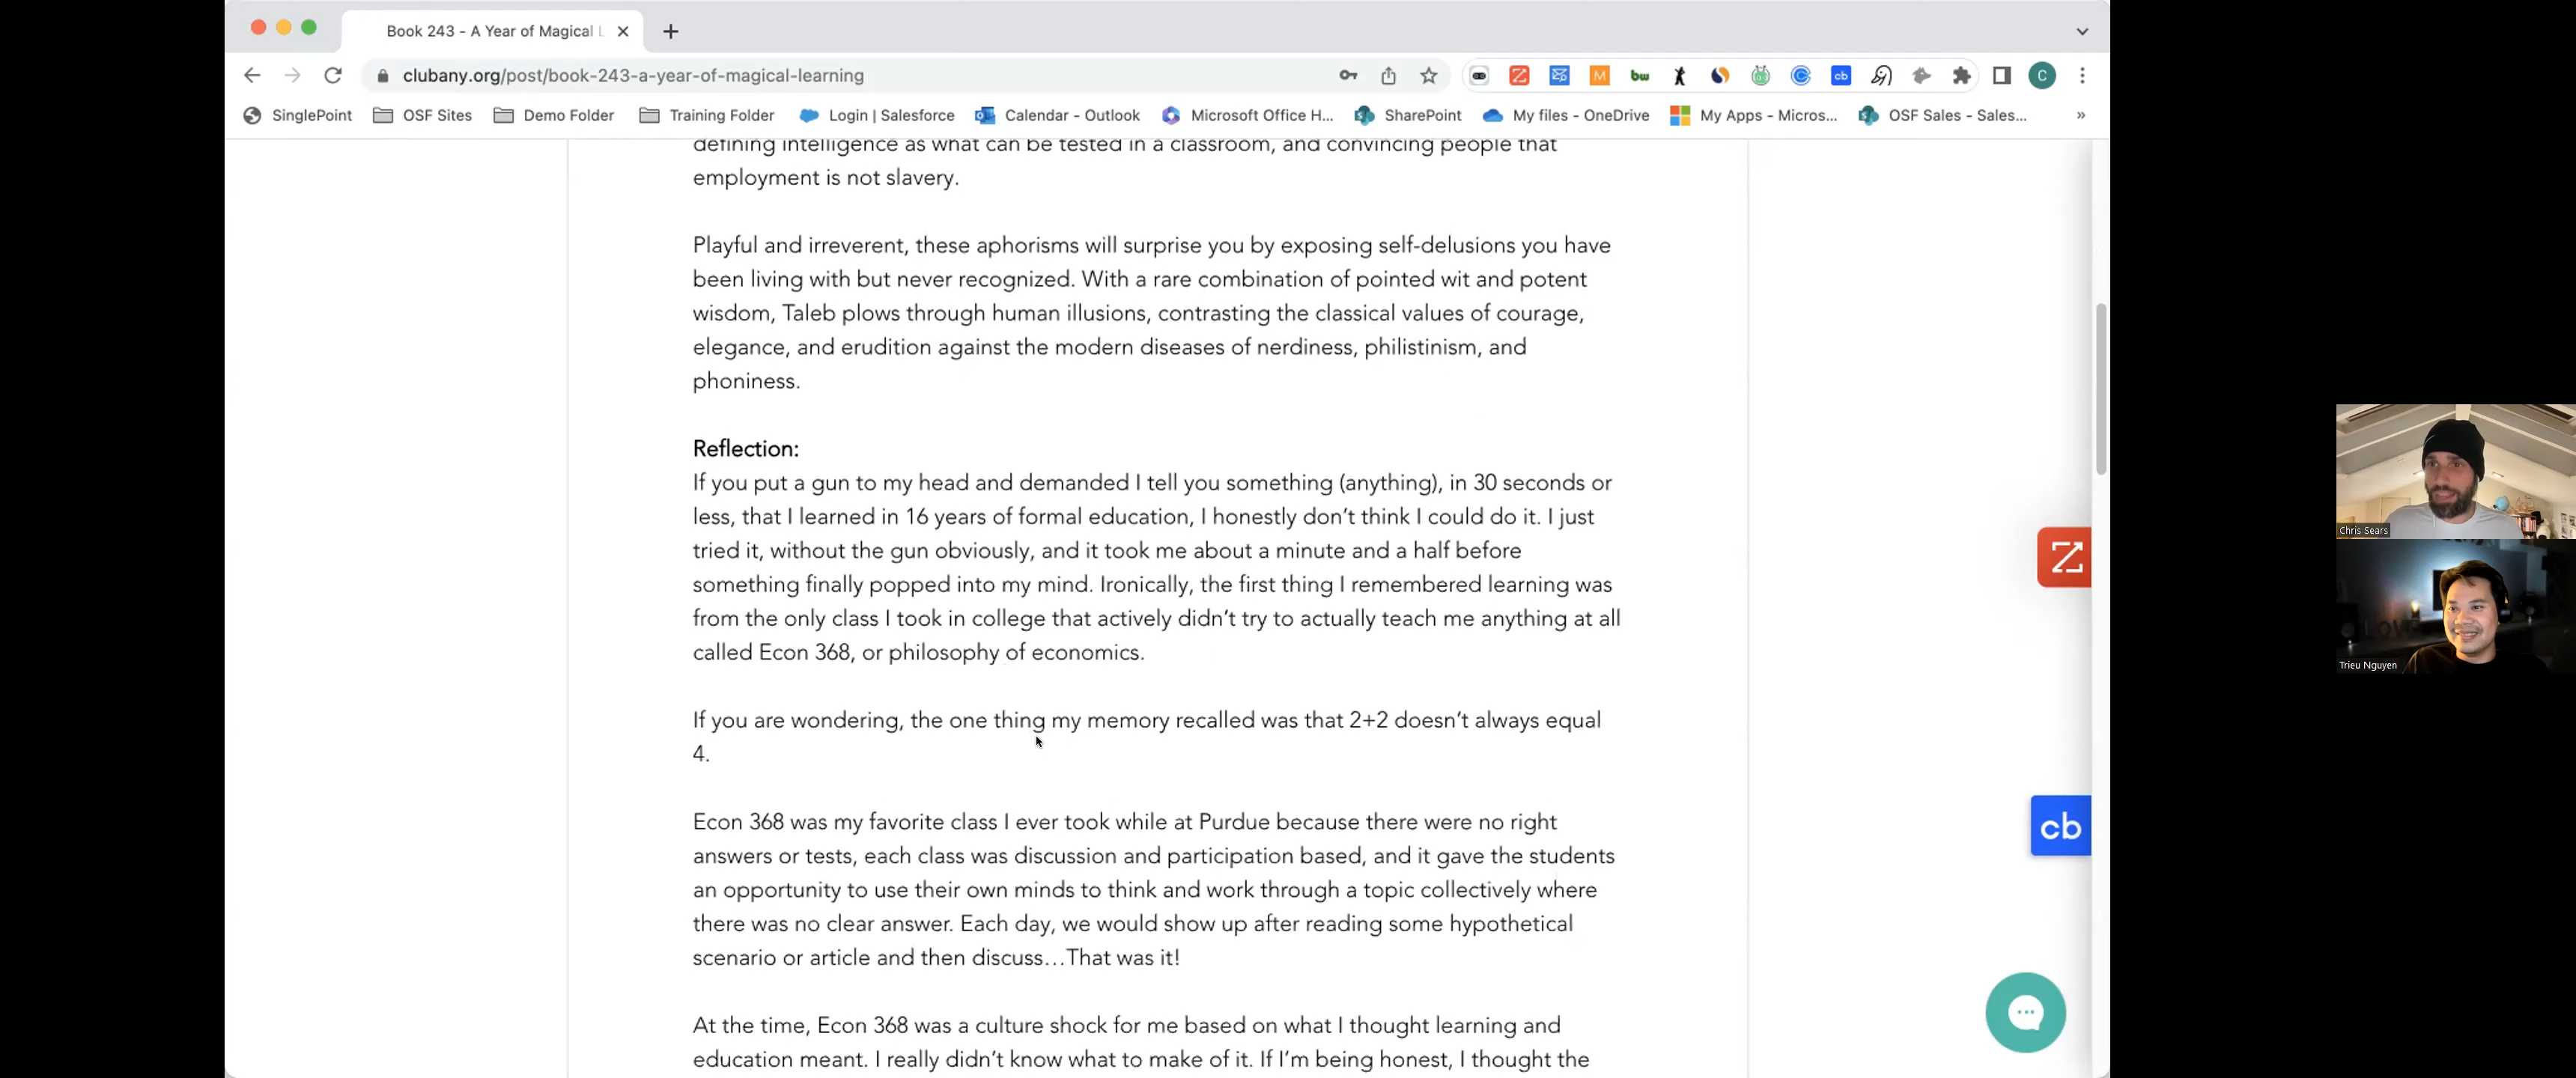 Book 243 - A Year of Magical L
clubany.org/post/book-243-a-year-of-magical-learning
M
bw
cb
C
SinglePoint
OSF Sites
Demo Folder
Training Folder
Login | Salesforce
Calendar - Outlook
Microsoft Office H...
SharePoint
My files - OneDrive
My Apps - Micros...
OSF Sales - Sales...
»
defining intelligence as what can be tested in a classroom, and convincing people that
employment is not slavery.
Playful and irreverent, these aphorisms will surprise you by exposing self-delusions you have
been living with but never recognized. With a rare combination of pointed wit and potent
wisdom, Taleb plows through human illusions, contrasting the classical values of courage,
elegance, and erudition against the modern diseases of nerdiness, philistinism, and
phoniness.
Reflection:
If you put a gun to my head and demanded I tell you something (anything), in 30 seconds or
less, that I learned in 16 years of formal education, I honestly don't think I could do it. I just
tried it, without the gun obviously, and it took me about a minute and a half before
something finally popped into my mind. Ironically, the first thing I remembered learning was
from the only class I took in college that actively didn't try to actually teach me anything at all
called Econ 368, or philosophy of economics.
If you are wondering, the one thing my memory recalled was that 2+2 doesn't always equal
4.
Econ 368 was my favorite class I ever took while at Purdue because there were no right
answers or tests, each class was discussion and participation based, and it gave the students
an opportunity to use their own minds to think and work through a topic collectively where
there was no clear answer. Each day, we would show up after reading some hypothetical
scenario or article and then discuss…That was it!
At the time, Econ 368 was a culture shock for me based on what I thought learning and
education meant. I really didn't know what to make of it. If I'm being honest, I thought the
Z
cb
Chris Sears
Trieu Nguyen